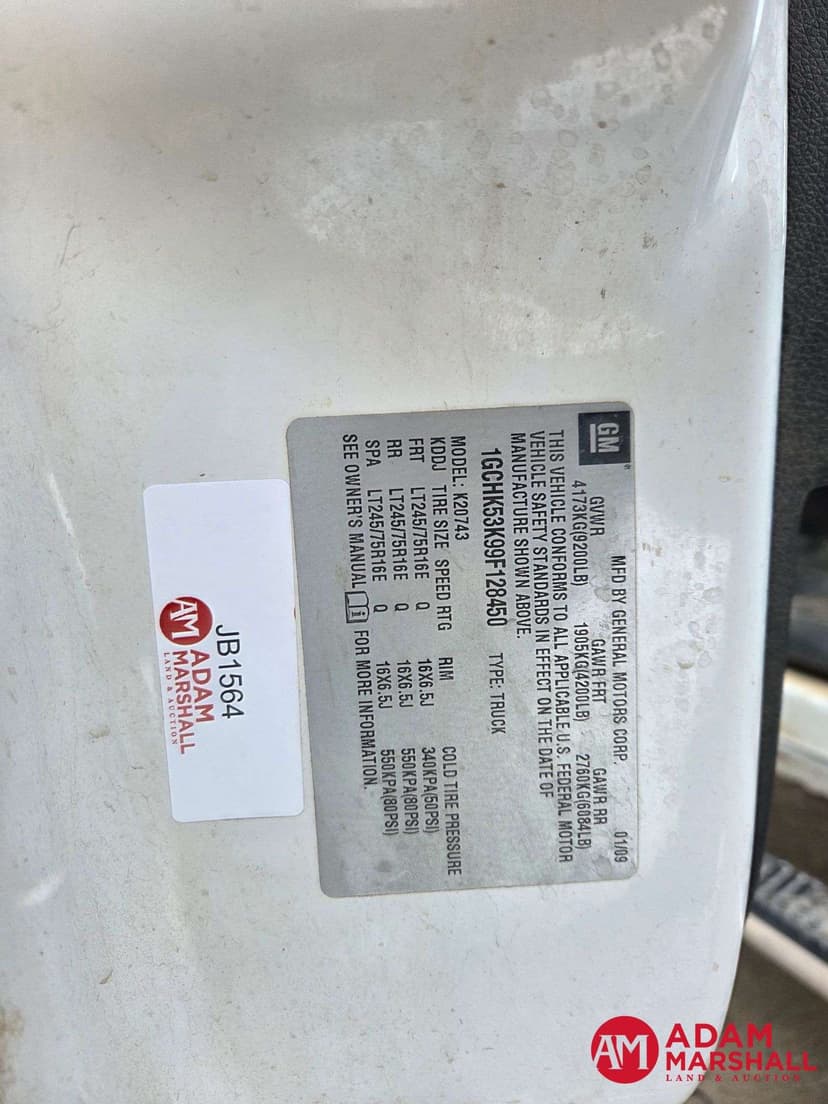 GM
MFD BY GENERAL MOTORS CORP. 01/09
GVWR GAWR FRT GAWR RR
4173KG(9200LB) 1905KG(4200LB) 2760KG(6084LB)
THIS VEHICLE CONFORMS TO ALL APPLICABLE U.S. FEDERAL MOTOR
VEHICLE SAFETY STANDARDS IN EFFECT ON THE DATE OF
MANUFACTURE SHOWN ABOVE.
1GCHK53K99F128450 TYPE: TRUCK
MODEL: K20743
KDDJ TIRE SIZE SPEED RTG RIM COLD TIRE PRESSURE
FRT LT245/75R16E Q 16X6.5J 340KPA(50PSI)
RR LT245/75R16E Q 16X6.5J 550KPA(80PSI)
SPA LT245/75R16E Q 16X6.5J 550KPA(80PSI)
SEE OWNER'S MANUAL i FOR MORE INFORMATION.
JB1564
AM ADAM
MARSHALL
LAND & AUCTION
AM ADAM
MARSHALL
LAND & AUCTION